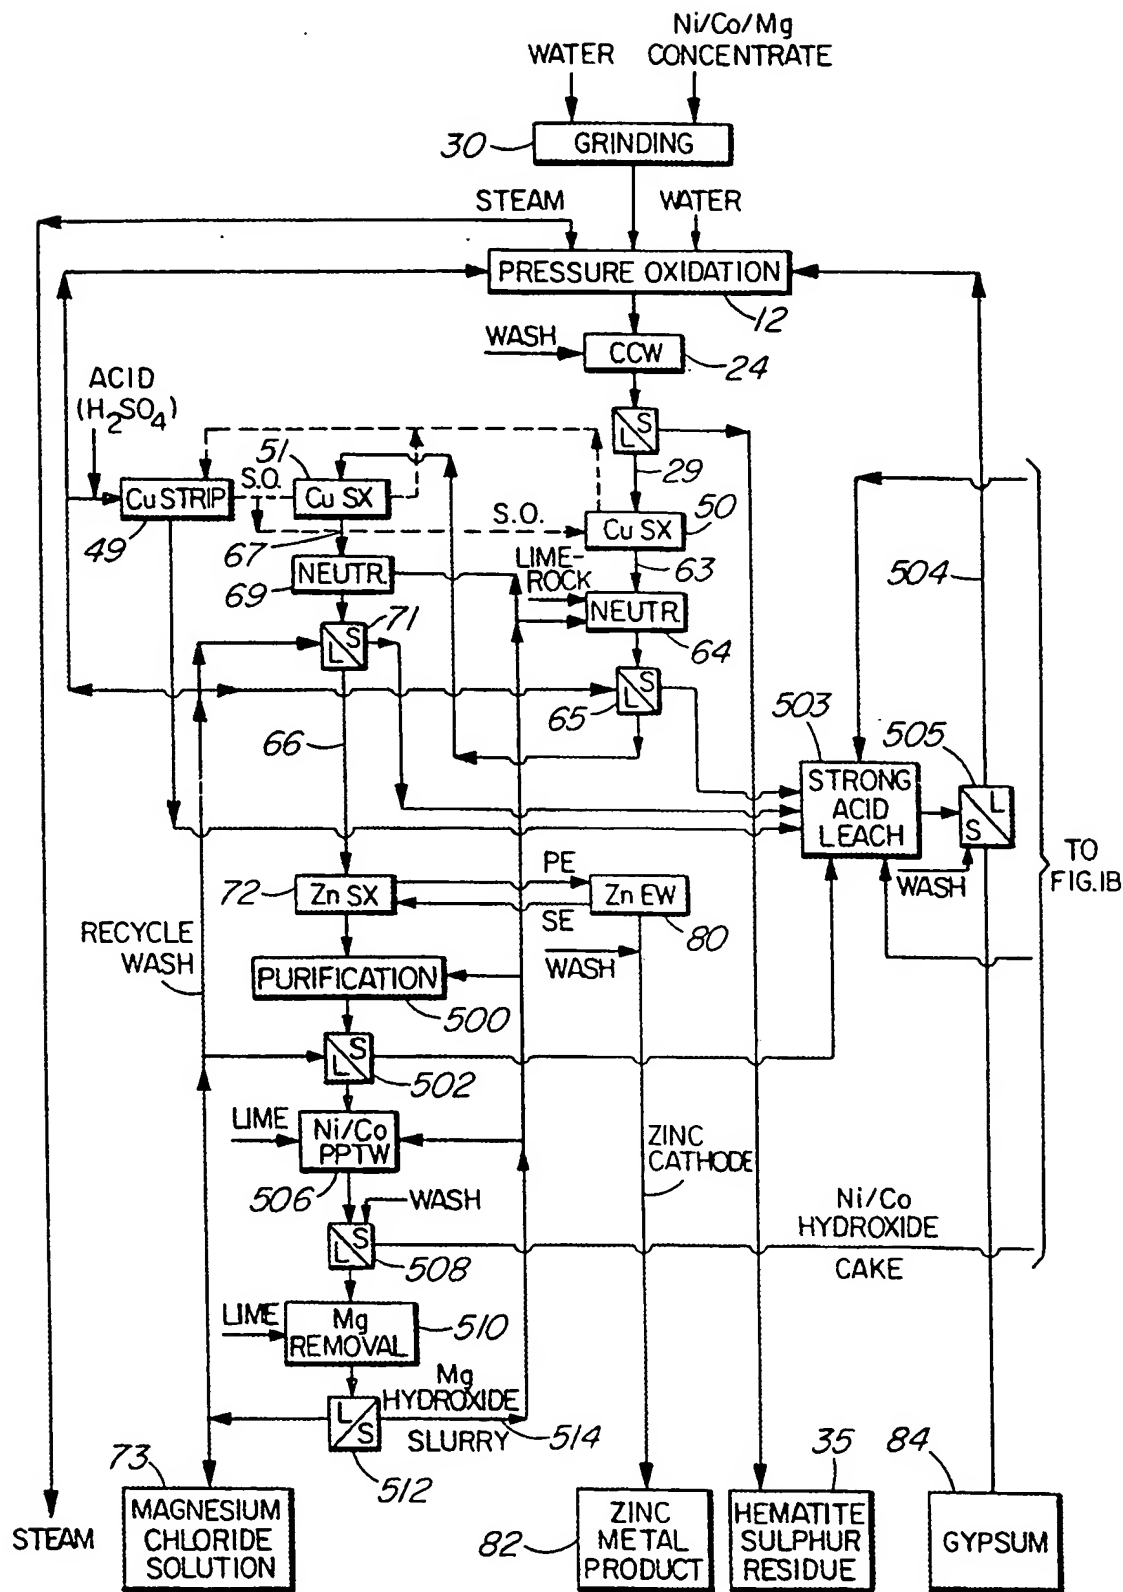 WATER
Ni/Co/Mg
CONCENTRATE
30
GRINDING
STEAM
WATER
PRESSURE OXIDATION
12
WASH
CCW
24
ACID
(H2SO4)
L S
51
S.O.
29
Cu STRIP
Cu SX
S.O.
Cu SX
50
49
67
LIME-
ROCK
63
504
NEUTR.
69
NEUTR.
71
L S
64
L S
65
503
505
66
STRONG
ACID
LEACH
L
S
TO
FIG.1B
WASH
72
Zn SX
PE
SE
Zn EW
80
RECYCLE
WASH
WASH
PURIFICATION
500
L S
502
LIME
Ni/Co
PPTW
506
ZINC
CATHODE
WASH
Ni/Co
HYDROXIDE
CAKE
L S
508
LIME
Mg
REMOVAL
510
Mg
HYDROXIDE
SLURRY
514
L
S
512
73
35
84
STEAM
MAGNESIUM
CHLORIDE
SOLUTION
82
ZINC
METAL
PRODUCT
HEMATITE
SULPHUR
RESIDUE
GYPSUM